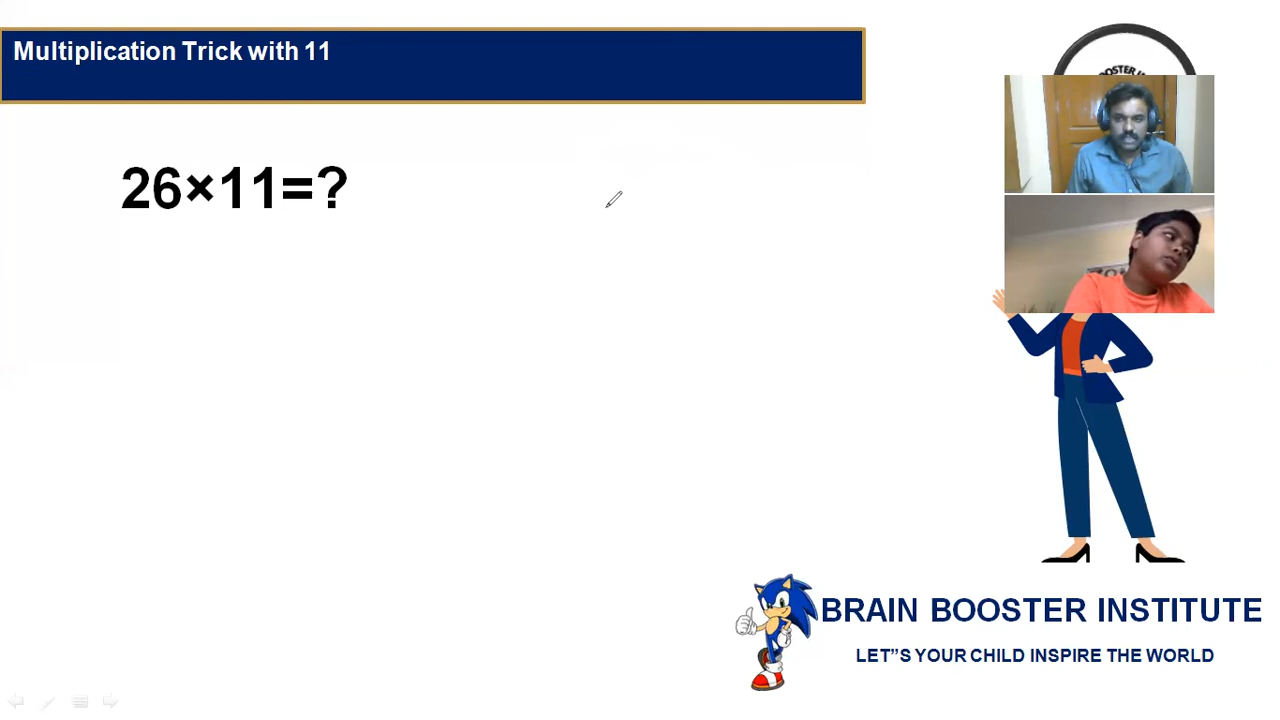 Multiplication Trick with 11
26×11=?
BRAIN BOOSTER INSTITUTE
LET”S YOUR CHILD INSPIRE THE WORLD